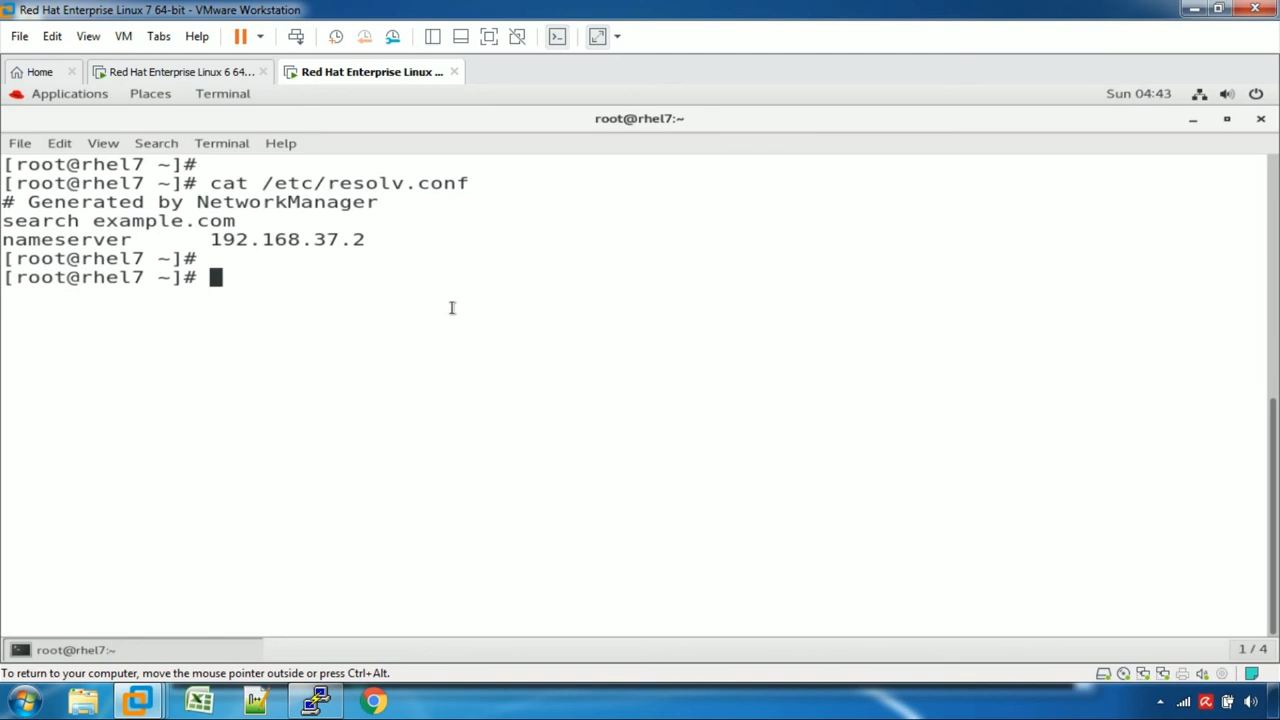 Red Hat Enterprise Linux 7 64-bit - VMware Workstation
File Edit View VM Tabs Help
Home Red Hat Enterprise Linux 6 64... Red Hat Enterprise Linux ...
Applications Places Terminal Sun 04:43
root@rhel7:~
File Edit View Search Terminal Help
[root@rhel7 ~]#
[root@rhel7 ~]# cat /etc/resolv.conf
# Generated by NetworkManager
search example.com
nameserver 192.168.37.2
[root@rhel7 ~]#
[root@rhel7 ~]#
root@rhel7:~ 1 / 4
To return to your computer, move the mouse pointer outside or press Ctrl+Alt.